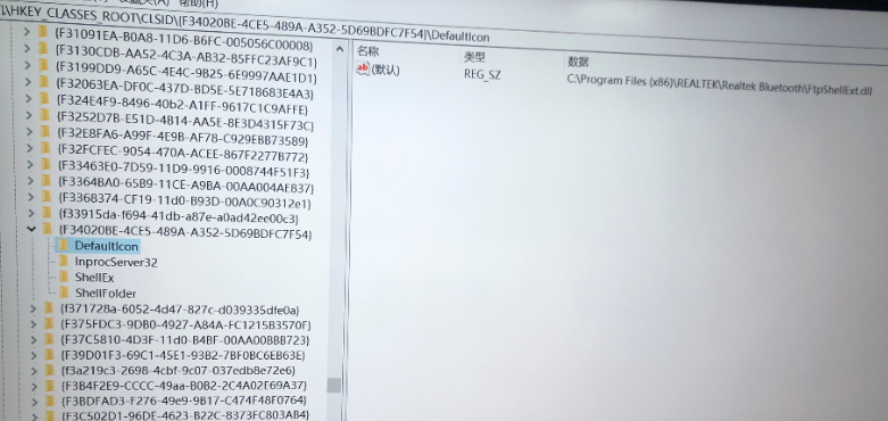 帮助(H)
\HKEY_CLASSES_ROOT\CLSID\{F34020BE-4CE5-489A-A352-5D69BDFC7F54}\DefaultIcon
{F31091EA-B0A8-11D6-B6FC-005056C00008}
{F3130CDB-AA52-4C3A-AB32-85FFC23AF9C1}
{F3199DD9-A65C-4E4C-9B25-6E9997AAE1D1}
{F32063EA-DF0C-437D-BD5E-5E718683E4A3}
{F324E4F9-8496-40b2-A1FF-9617C1C9AFFE}
{F3252D7B-E51D-4B14-AA5E-8E3D4315F73C}
{F32E8FA6-A99F-4E9B-AF78-C929EBB73589}
{F32FCFEC-9054-470A-ACEE-867F2277B772}
{F33463E0-7D59-11D9-9916-0008744F51F3}
{F3364BA0-65B9-11CE-A9BA-00AA004AE837}
{F3368374-CF19-11d0-B93D-00A0C90312e1}
{f33915da-f694-41db-a87e-a0ad42ee00c3}
{F34020BE-4CE5-489A-A352-5D69BDFC7F54}
DefaultIcon
InprocServer32
ShellEx
ShellFolder
{f371728a-6052-4d47-827c-d039335dfe0a}
{F375FDC3-9DB0-4927-A84A-FC1215B3570F}
{F37C5810-4D3F-11d0-B4BF-00AA00BBB723}
{F39D01F3-69C1-45E1-93B2-7BF0BC6EB63E}
{f3a219c3-2698-4cbf-9c07-037edb8e72e6}
{F3B4F2E9-CCCC-49aa-B0B2-2C4A02E69A37}
{F3BDFAD3-F276-49e9-9B17-C474F48F0764}
{F3C502D1-96DE-4623-B22C-8373FC803AB4}
名称 类型 数据
ab (默认) REG_SZ C:\Program Files (x86)\REALTEK\Realtek Bluetooth\FtpShellExt.dll